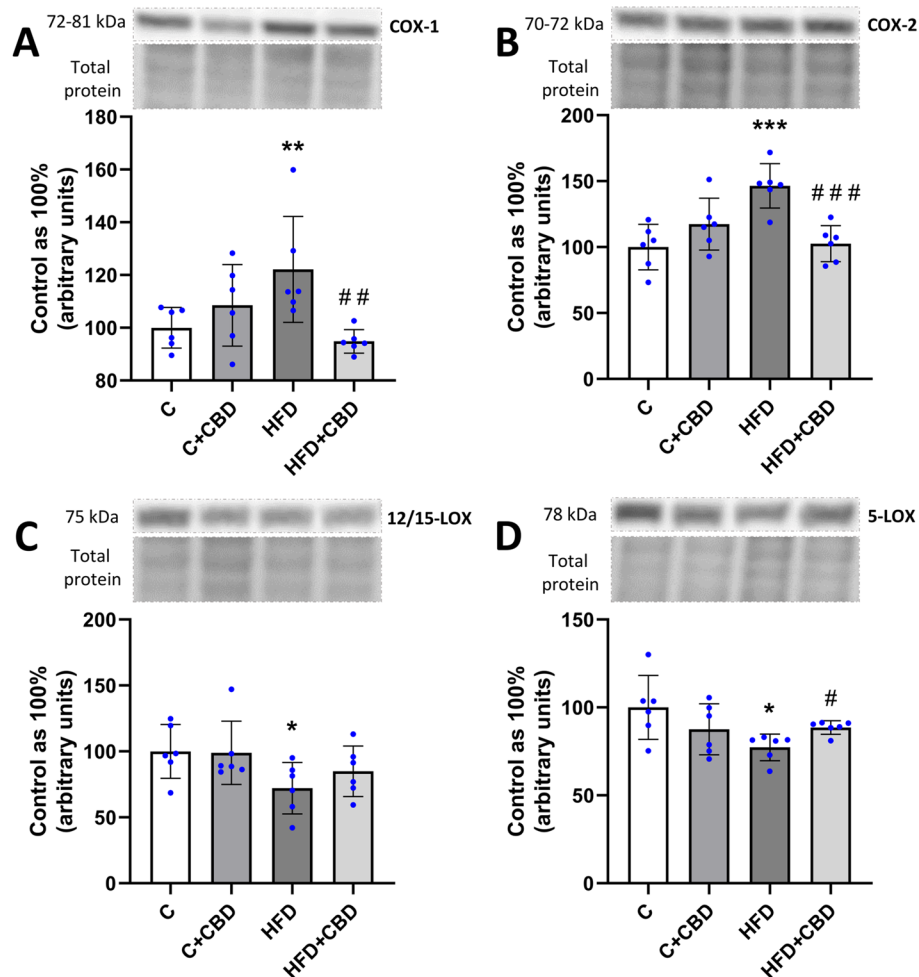 A
72-81 kDa
COX-1
Total
protein
Control as 100%
(arbitrary units)
180
160
140
120
100
80
**
# #
C
C+CBD
HFD
HFD+CBD
B
70-72 kDa
COX-2
Total
protein
Control as 100%
(arbitrary units)
200
150
100
50
0
***
# # #
C
C+CBD
HFD
HFD+CBD
C
75 kDa
12/15-LOX
Total
protein
Control as 100%
(arbitrary units)
200
150
100
50
0
*
C
C+CBD
HFD
HFD+CBD
D
78 kDa
5-LOX
Total
protein
Control as 100%
(arbitrary units)
150
100
50
0
*
#
C
C+CBD
HFD
HFD+CBD